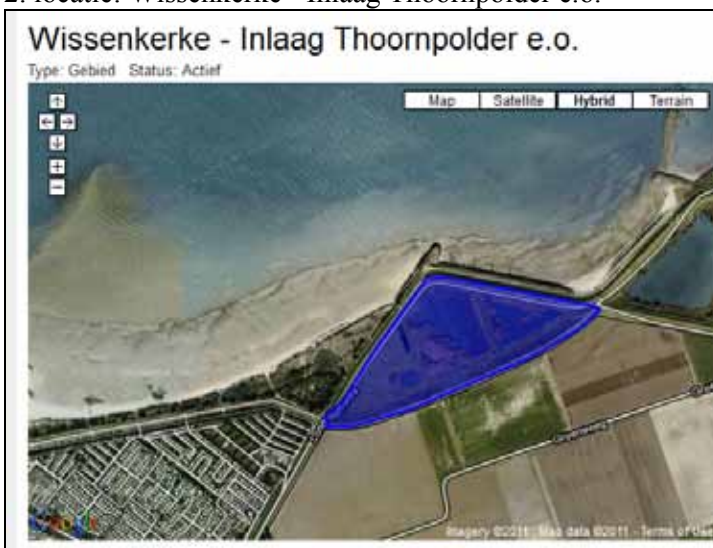 2. locatie: Wissenkerke - Inlaag Thoornpolder e.o.
Wissenkerke - Inlaag Thoornpolder e.o.
Type: Gebied Status: Actief
Map Satellite Hybrid Terrain
Google
Imagery ©2011, Map data ©2011 - Terms of Use